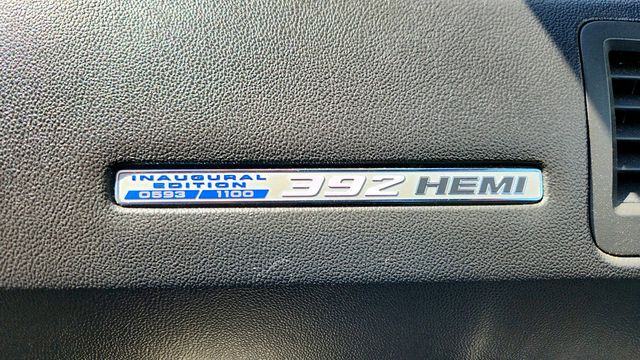 INAUGURAL
EDITION
0593 / 1100
392 HEMI